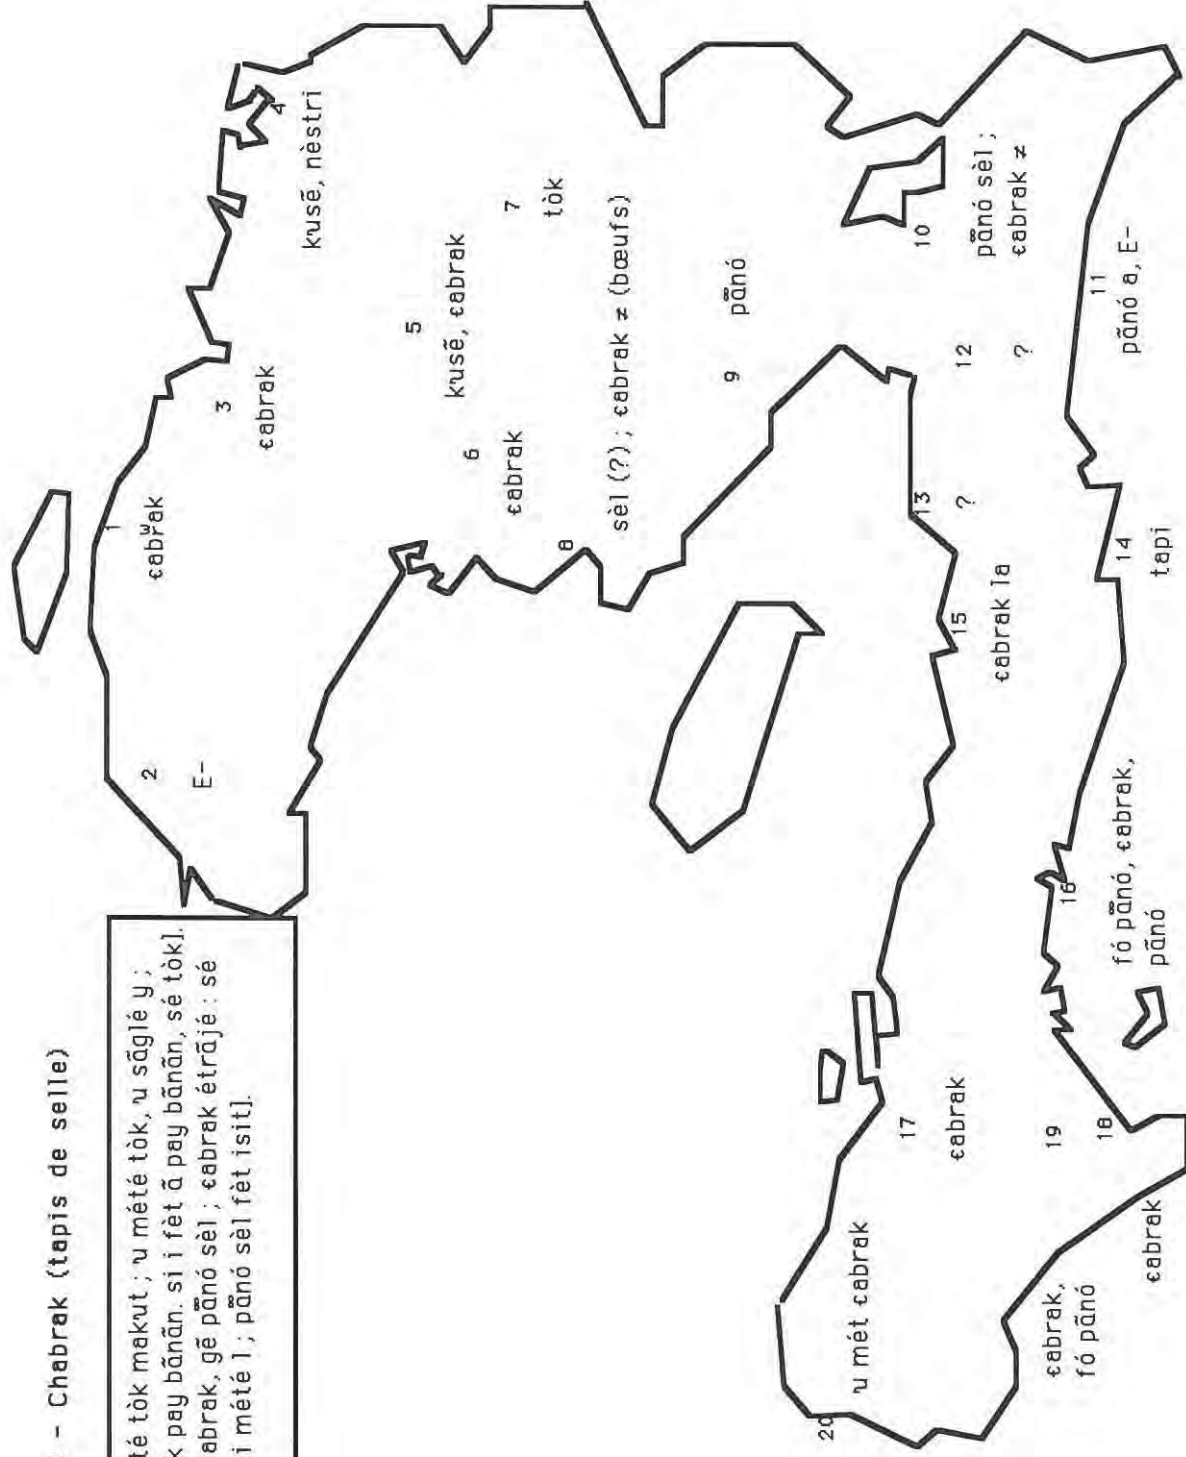 - Chabrak (tapis de selle)
té tòk makut ; u mété tòk, u sãglé y ;
k pay bãnãn. si i fèt ã pay bãnãn, sé tòk].
abrak, gẽ pãnó sèl ; ɛabrak étrãjé : sé
i mété l ; pãnó sèl fèt isit].
1
ɛabʷrak
2
E-
3
ɛabrak
4
kusẽ, nèstri
5
kusẽ, ɛabrak
6
ɛabrak
7
tòk
8
sèl (?) ; ɛabrak ≠ (bœufs)
9
pãnó
10
pãnó sèl ;
ɛabrak ≠
11
pãnó a, E-
12
?
13
?
14
tapi
15
ɛabrak la
16
fó pãnó, ɛabrak,
pãnó
17
ɛabrak
18
ɛabrak
19
ɛabrak,
fó pãnó
20
u mét ɛabrak